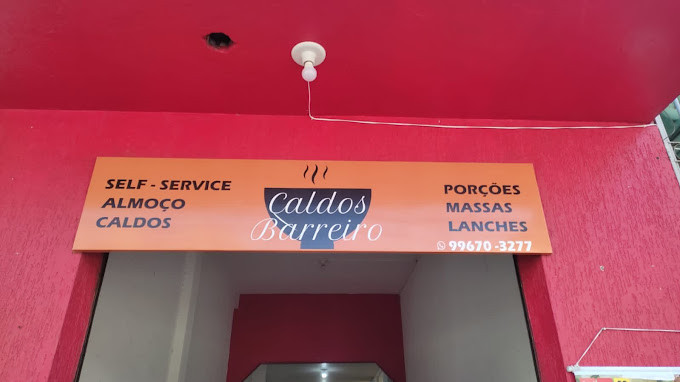 SELF - SERVICE
ALMOÇO
CALDOS
Caldos
Barreiro
PORÇÕES
MASSAS
LANCHES
99670-3277